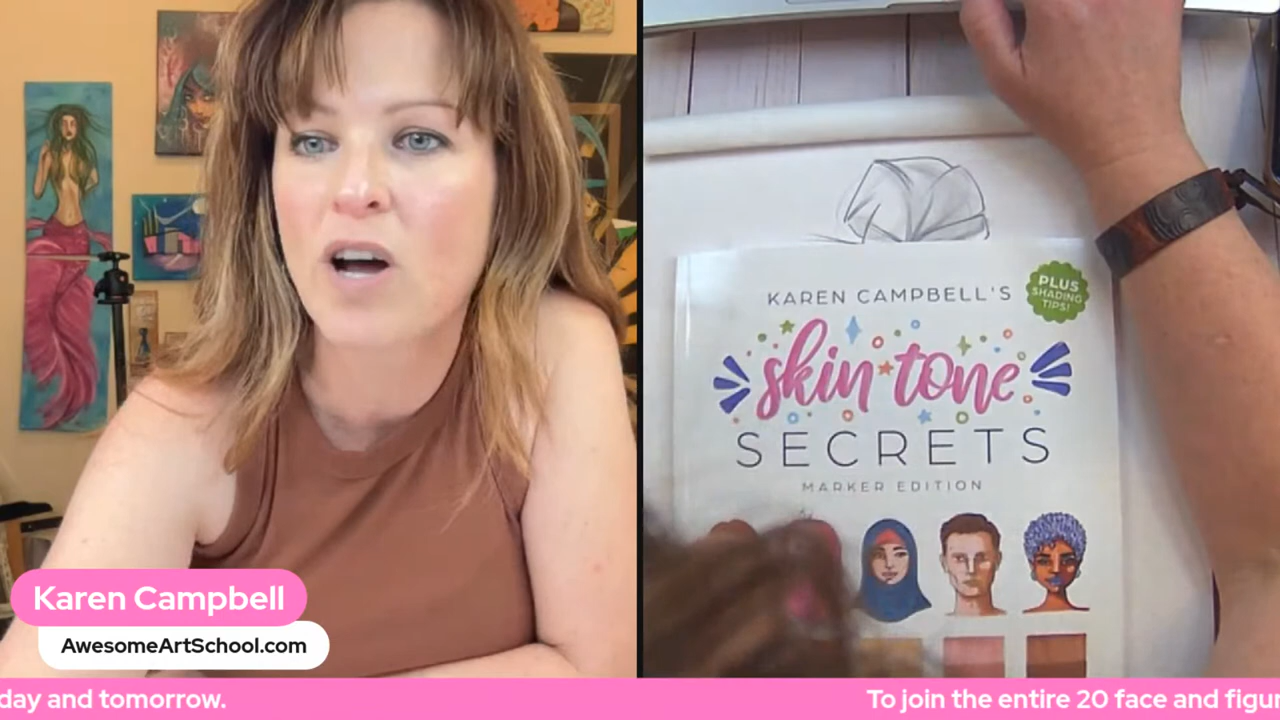 KAREN CAMPBELL'S
PLUS
SHADING
TIPS!
skin tone
SECRETS
MARKER EDITION
Karen Campbell
AwesomeArtSchool.com
day and tomorrow.
To join the entire 20 face and figur